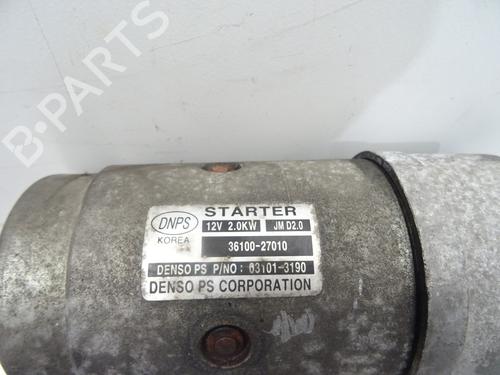 B-PARTS
DNPS
KOREA
STARTER
12V 2.0KW JM D2.0
36100-27010
DENSO PS P/NO: 03101-3190
DENSO PS CORPORATION